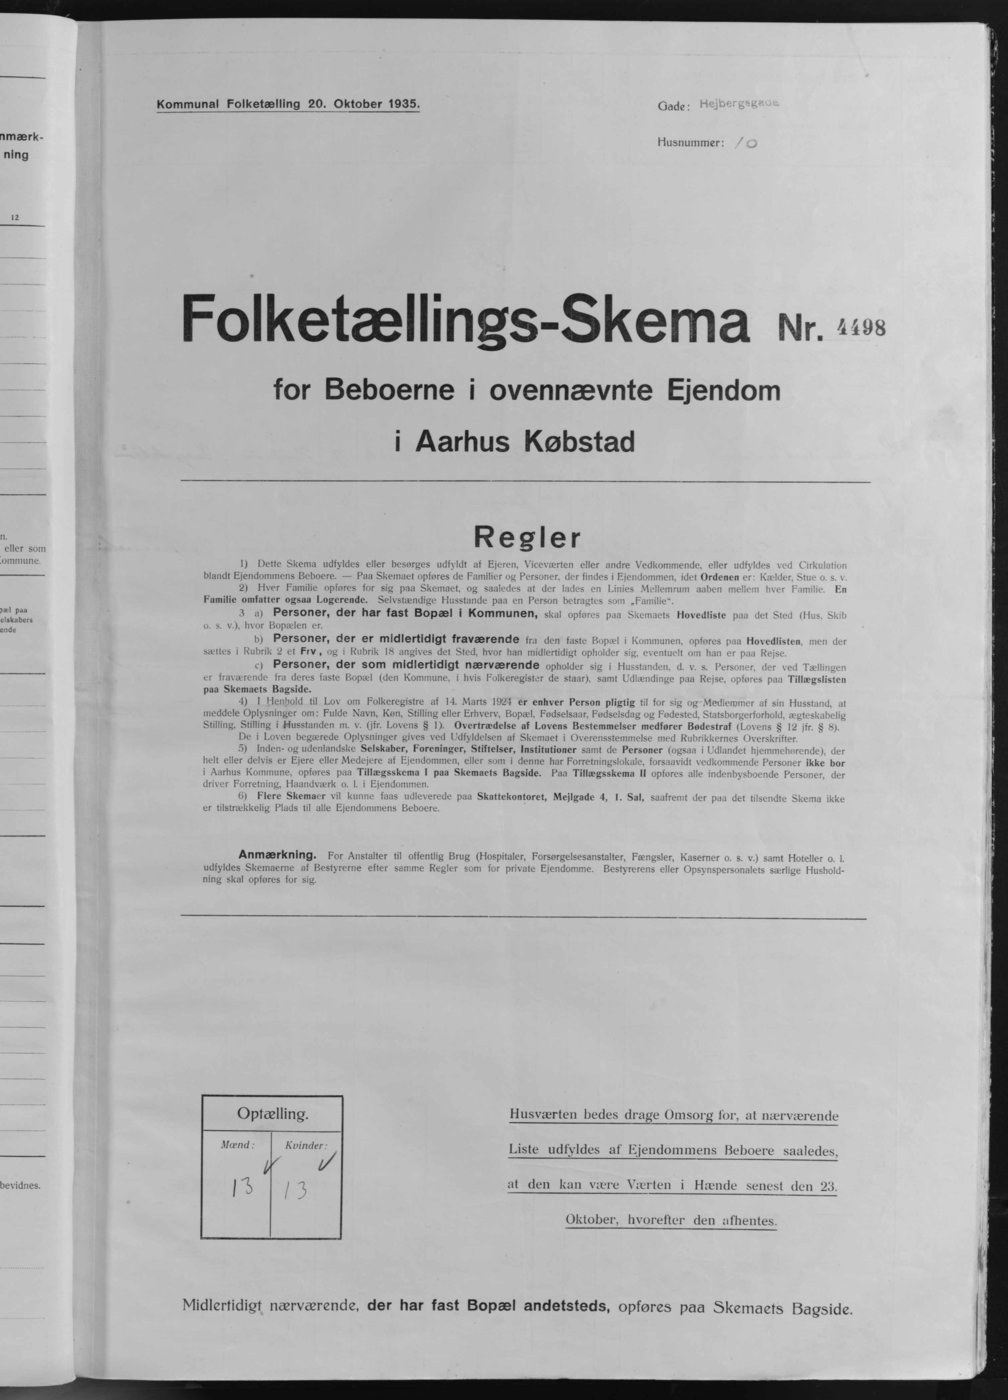 nmærk-
ning
12
n.
eller som
Kommune.
pæl paa
elskabers
ende
bevidnes.
Kommunal Folketælling 20. Oktober 1935.
Gade: Hejbergsgade
Husnummer: 10
Folketællings-Skema Nr. 4498
for Beboerne i ovennævnte Ejendom
i Aarhus Købstad
Regler
1) Dette Skema udfyldes eller besørges udfyldt af Ejeren, Viceværten eller andre Vedkommende, eller udfyldes ved Cirkulation
blandt Ejendommens Beboere. — Paa Skemaet opføres de Familier og Personer, der findes i Ejendommen, idet Ordenen er: Kælder, Stue o. s. v.
2) Hver Familie opføres for sig paa Skemaet, og saaledes at der lades en Linies Mellemrum aaben mellem hver Familie. En
Familie omfatter ogsaa Logerende. Selvstændige Husstande paa en Person betragtes som „Familie".
3 a) Personer, der har fast Bopæl i Kommunen, skal opføres paa Skemaets Hovedliste paa det Sted (Hus, Skib
o. s. v.), hvor Bopælen er.
b) Personer, der er midlertidigt fraværende fra den faste Bopæl i Kommunen, opføres paa Hovedlisten, men der
sættes i Rubrik 2 et Frv, og i Rubrik 18 angives det Sted, hvor han midlertidigt opholder sig, eventuelt om han er paa Rejse.
c) Personer, der som midlertidigt nærværende opholder sig i Husstanden, d. v. s. Personer, der ved Tællingen
er fraværende fra deres faste Bopæl (den Kommune, i hvis Folkeregister de staar), samt Udlændinge paa Rejse, opføres paa Tillægslisten
paa Skemaets Bagside.
4) I Henhold til Lov om Folkeregistre af 14. Marts 1924 er enhver Person pligtig til for sig og Medlemmer af sin Husstand, at
meddele Oplysninger om: Fulde Navn, Køn, Stilling eller Erhverv, Bopæl, Fødselsaar, Fødselsdag og Fødested, Statsborgerforhold, ægteskabelig
Stilling, Stilling i Husstanden m. v. (jfr. Lovens § 1). Overtrædelse af Lovens Bestemmelser medfører Bødestraf (Lovens § 12 jfr. § 8).
De i Loven begærede Oplysninger gives ved Udfyldelsen af Skemaet i Overensstemmelse med Rubrikkernes Overskrifter.
5) Inden- og udenlandske Selskaber, Foreninger, Stiftelser, Institutioner samt de Personer (ogsaa i Udlandet hjemmehørende), der
helt eller delvis er Ejere eller Medejere af Ejendommen, eller som i denne har Forretningslokale, forsaavidt vedkommende Personer ikke bor
i Aarhus Kommune, opføres paa Tillægsskema I paa Skemaets Bagside. Paa Tillægsskema II opføres alle indenbysboende Personer, der
driver Forretning, Haandværk o. l. i Ejendommen.
6) Flere Skemaer vil kunne faas udleverede paa Skattekontoret, Mejlgade 4, 1. Sal, saafremt der paa det tilsendte Skema ikke
er tilstrækkelig Plads til alle Ejendommens Beboere.
Anmærkning. For Anstalter til offentlig Brug (Hospitaler, Forsørgelsesanstalter, Fængsler, Kaserner o. s. v.) samt Hoteller o. l.
udfyldes Skemaerne af Bestyrerne efter samme Regler som for private Ejendomme. Bestyrerens eller Opsynspersonalets særlige Hushold-
ning skal opføres for sig.
Optælling.
Mænd: Kvinder:
13 13
Husværten bedes drage Omsorg for, at nærværende
Liste udfyldes af Ejendommens Beboere saaledes,
at den kan være Værten i Hænde senest den 23.
Oktober, hvorefter den afhentes.
Midlertidigt nærværende, der har fast Bopæl andetsteds, opføres paa Skemaets Bagside.